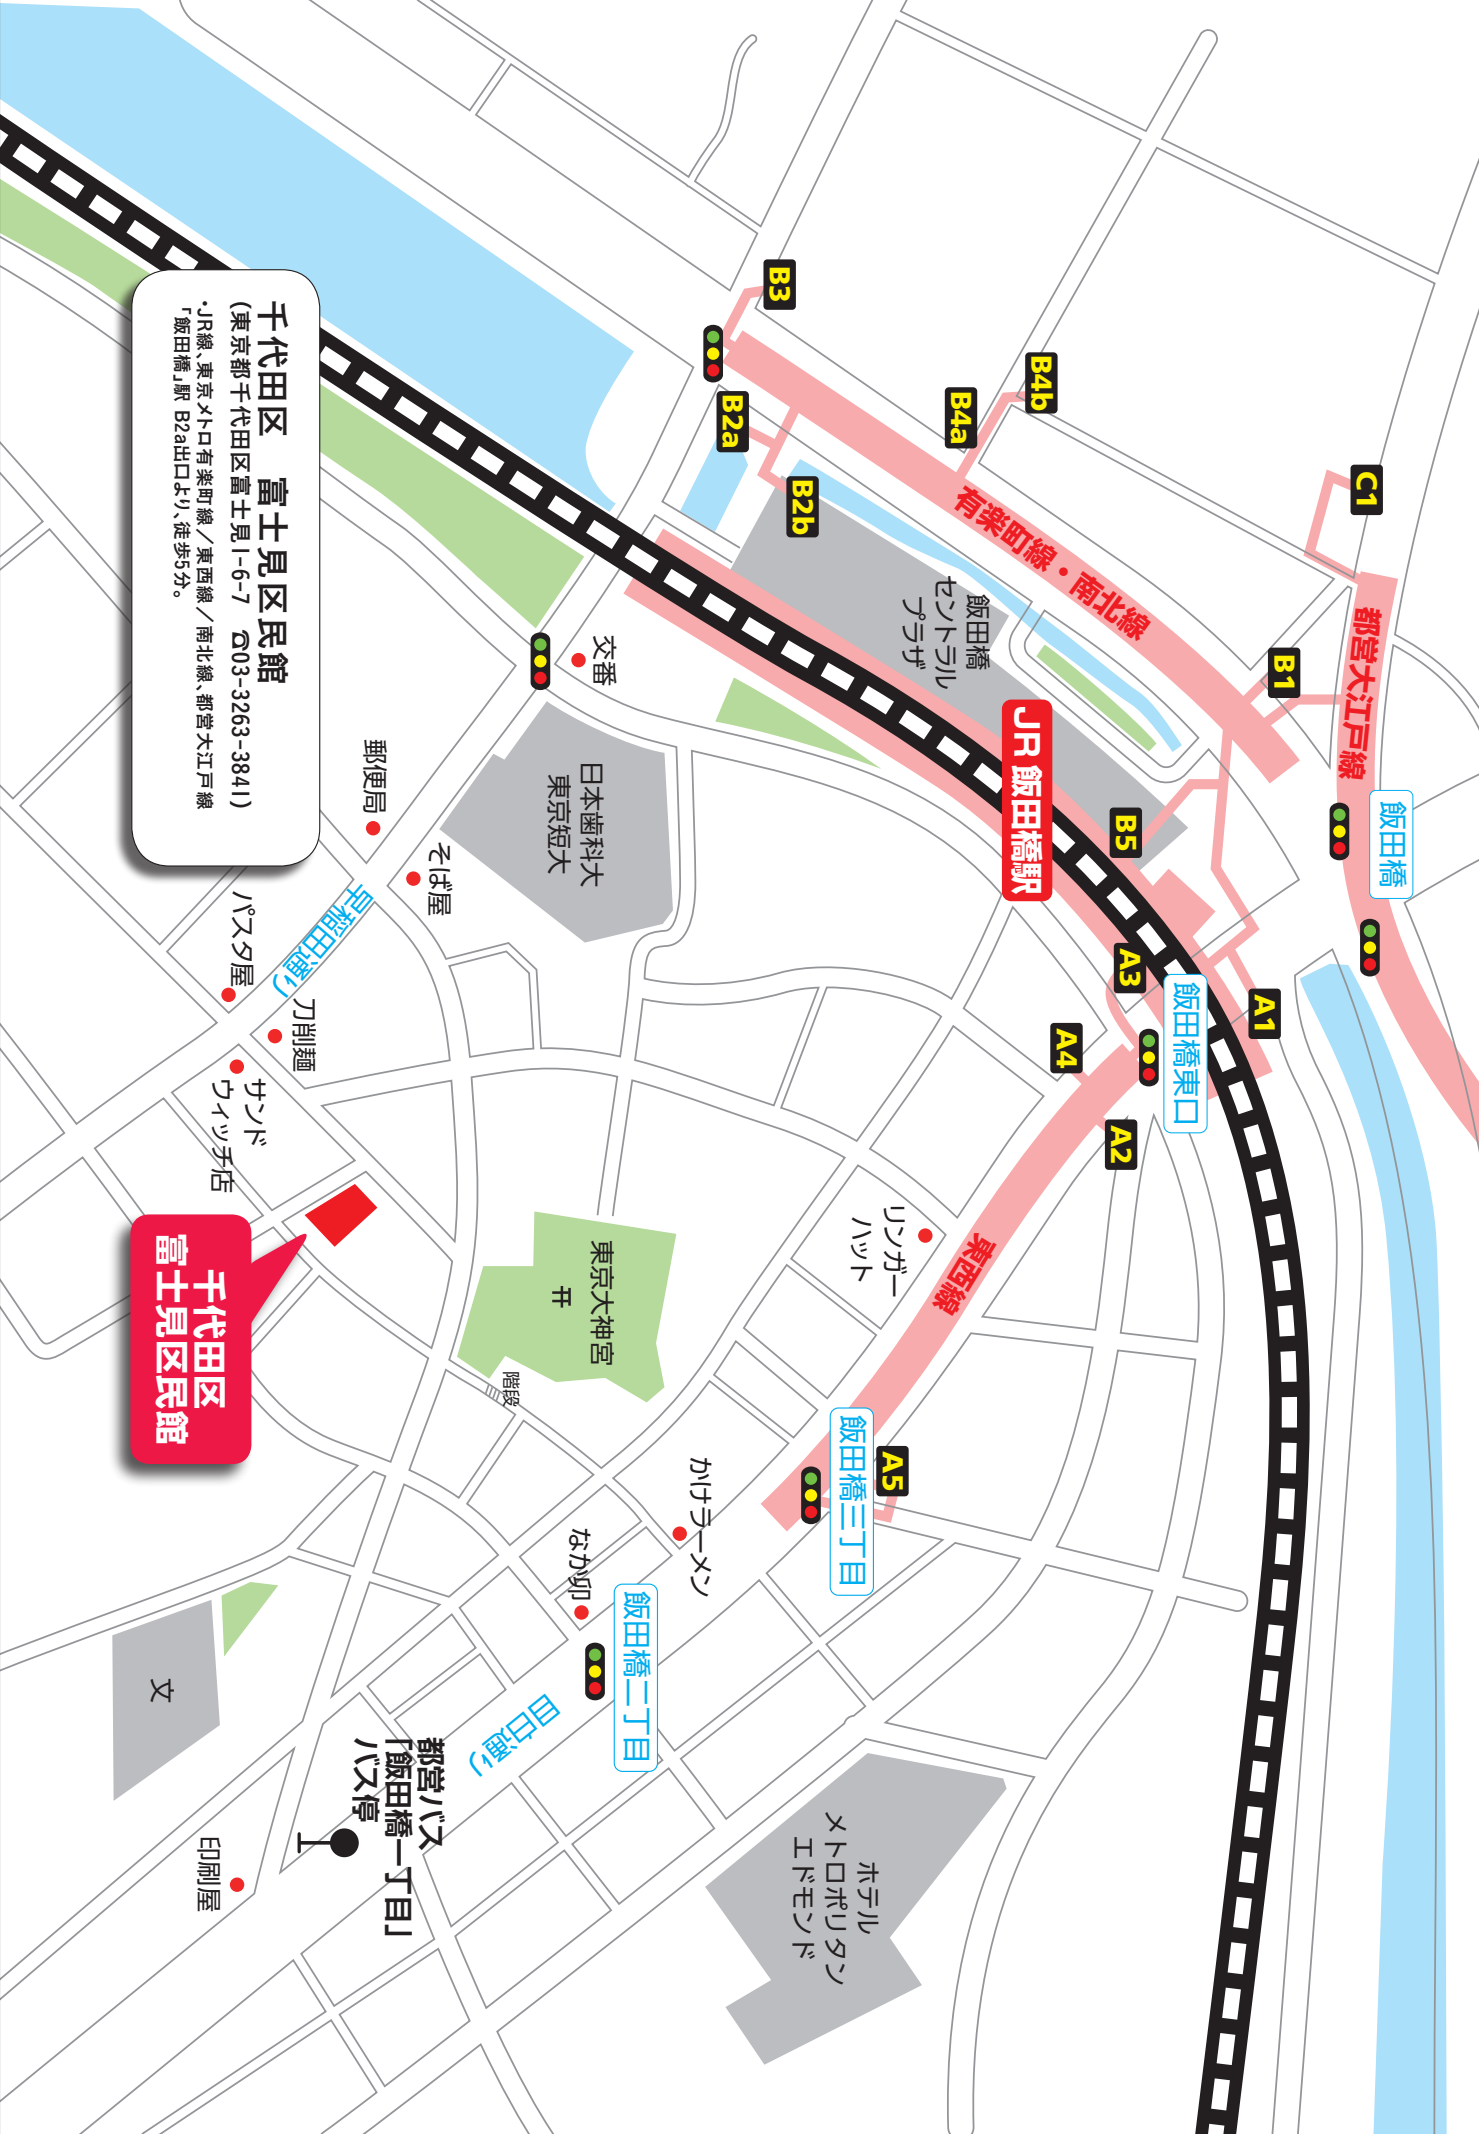 B3
B2a
B2b
B4a
B4b
C1
B1
B5
A1
A3
A4
A2
A5
有楽町線・南北線
都営大江戸線
飯田橋
飯田橋
セントラル
プラザ
JR 飯田橋駅
飯田橋東口
東西線
交番
日本歯科大
東京短大
郵便局
そば屋
早稲田通り
パスタ屋
刀削麺
サンド
ウィッチ店
リンガー
ハット
東京大神宮
階段
飯田橋三丁目
かけラーメン
なか卯
飯田橋二丁目
目白通り
都営バス
「飯田橋一丁目」
バス停
文
印刷屋
ホテル
メトロポリタン
エドモンド
千代田区
富士見区民館
千代田区 富士見区民館
(東京都千代田区富士見1-6-7 ☎03-3263-3841)
・JR線、東京メトロ有楽町線／東西線／南北線、都営大江戸線
「飯田橋」駅 B2a出口より、徒歩5分。